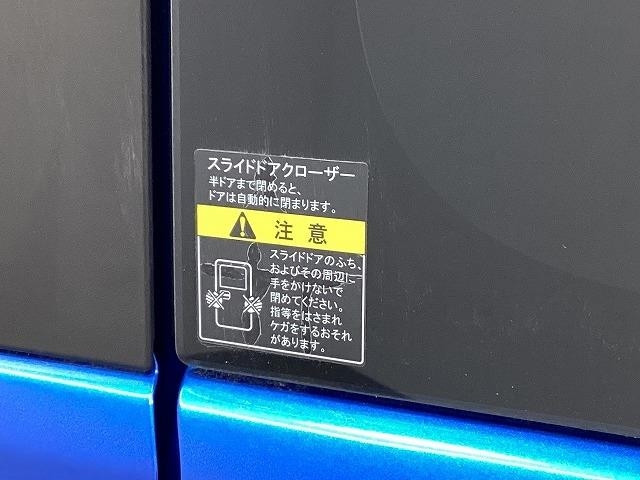 スライドドアクローザー
半ドアまで閉めると、
ドアは自動的に閉まります。
注意
スライドドアのふち、
およびその周辺に
手をかけないで
閉めてください。
指等をはさまれ
ケガをするおそれ
があります。